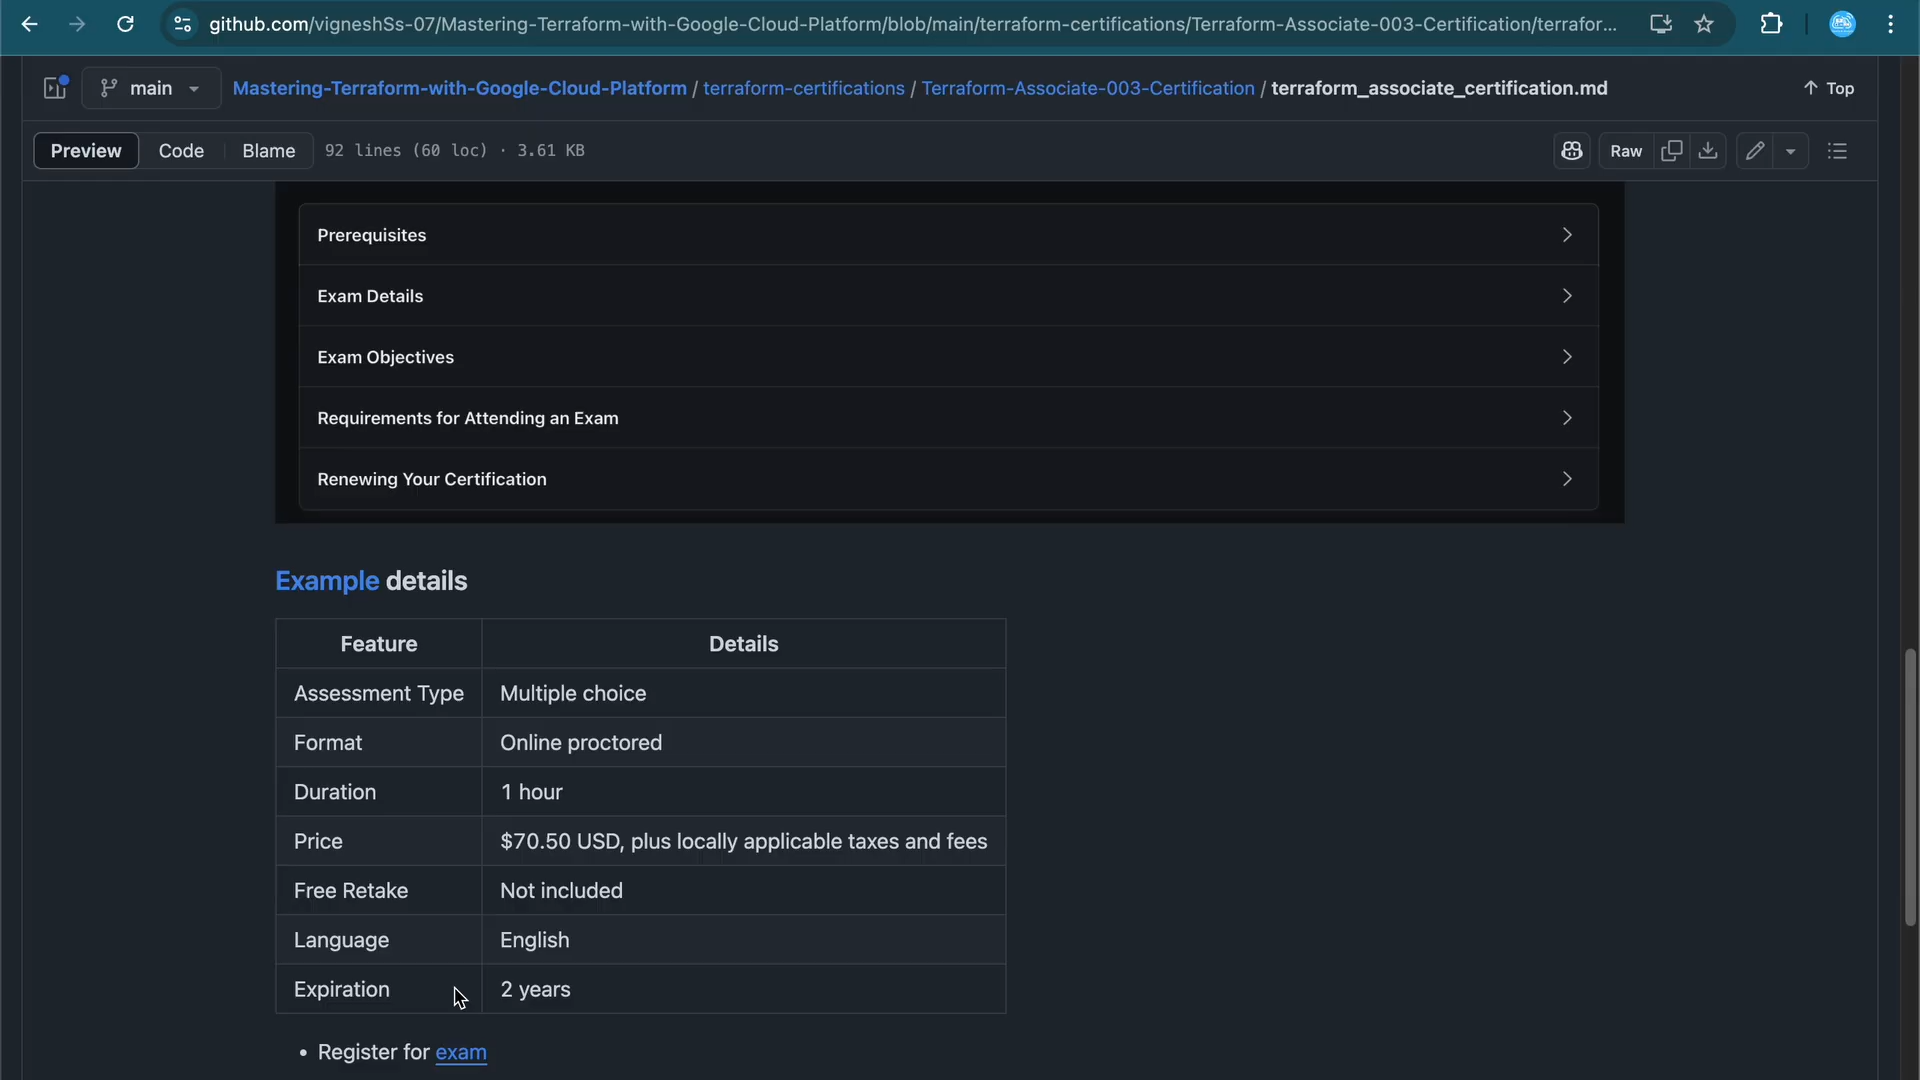 github.com/vigneshSs-07/Mastering-Terraform-with-Google-Cloud-Platform/blob/main/terraform-certifications/Terraform-Associate-003-Certification/terrafor...
main
Mastering-Terraform-with-Google-Cloud-Platform / terraform-certifications / Terraform-Associate-003-Certification / terraform_associate_certification.md
Top
Preview Code Blame 92 lines (60 loc) · 3.61 KB
Raw
Prerequisites
Exam Details
Exam Objectives
Requirements for Attending an Exam
Renewing Your Certification
Example details
Feature Details
Assessment Type Multiple choice
Format Online proctored
Duration 1 hour
Price $70.50 USD, plus locally applicable taxes and fees
Free Retake Not included
Language English
Expiration 2 years
• Register for exam